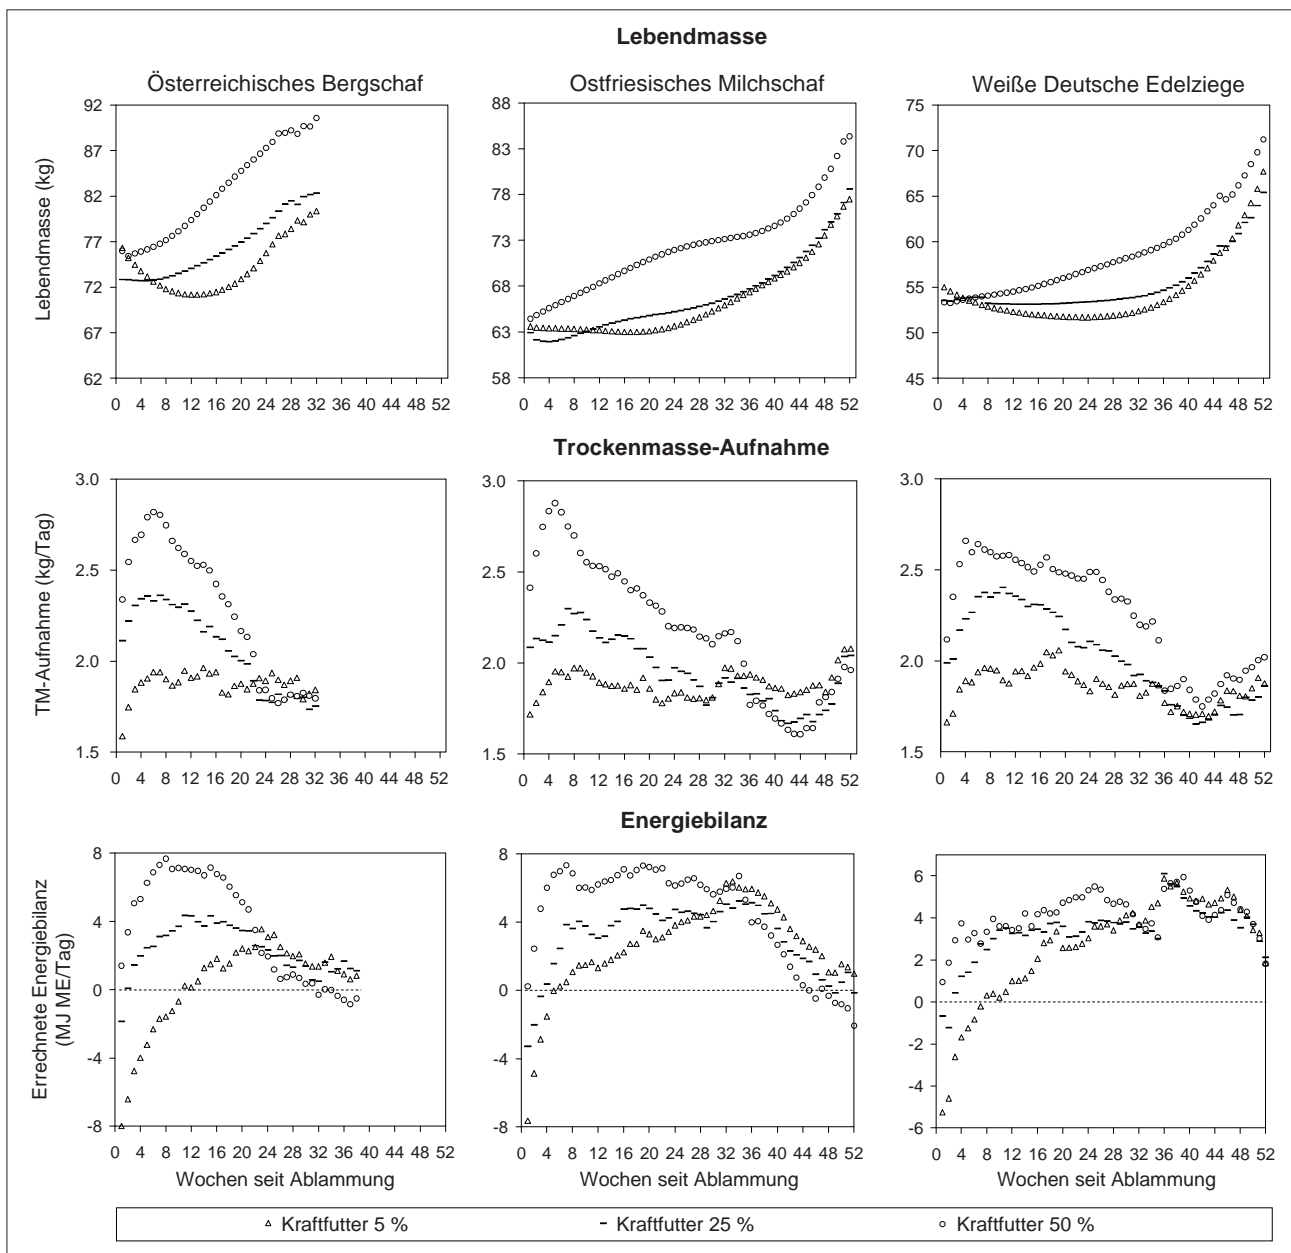 Lebendmasse
Österreichisches Bergschaf
Ostfriesisches Milchschaf
Weiße Deutsche Edelziege
Lebendmasse (kg)
92
87
82
77
72
67
62
0 4 8 12 16 20 24 28 32 36 40 44 48 52
88
83
78
73
68
63
58
0 4 8 12 16 20 24 28 32 36 40 44 48 52
75
70
65
60
55
50
45
0 4 8 12 16 20 24 28 32 36 40 44 48 52
Trockenmasse-Aufnahme
TM-Aufnahme (kg/Tag)
3.0
2.5
2.0
1.5
0 4 8 12 16 20 24 28 32 36 40 44 48 52
3.0
2.5
2.0
1.5
0 4 8 12 16 20 24 28 32 36 40 44 48 52
3.0
2.5
2.0
1.5
0 4 8 12 16 20 24 28 32 36 40 44 48 52
Energiebilanz
Errechnete Energiebilanz
(MJ ME/Tag)
8
4
0
-4
-8
0 4 8 12 16 20 24 28 32 36 40 44 48 52
8
4
0
-4
-8
0 4 8 12 16 20 24 28 32 36 40 44 48 52
6
4
2
0
-2
-4
-6
0 4 8 12 16 20 24 28 32 36 40 44 48 52
Wochen seit Ablammung
Wochen seit Ablammung
Wochen seit Ablammung
Kraftfutter 5 %
Kraftfutter 25 %
Kraftfutter 50 %